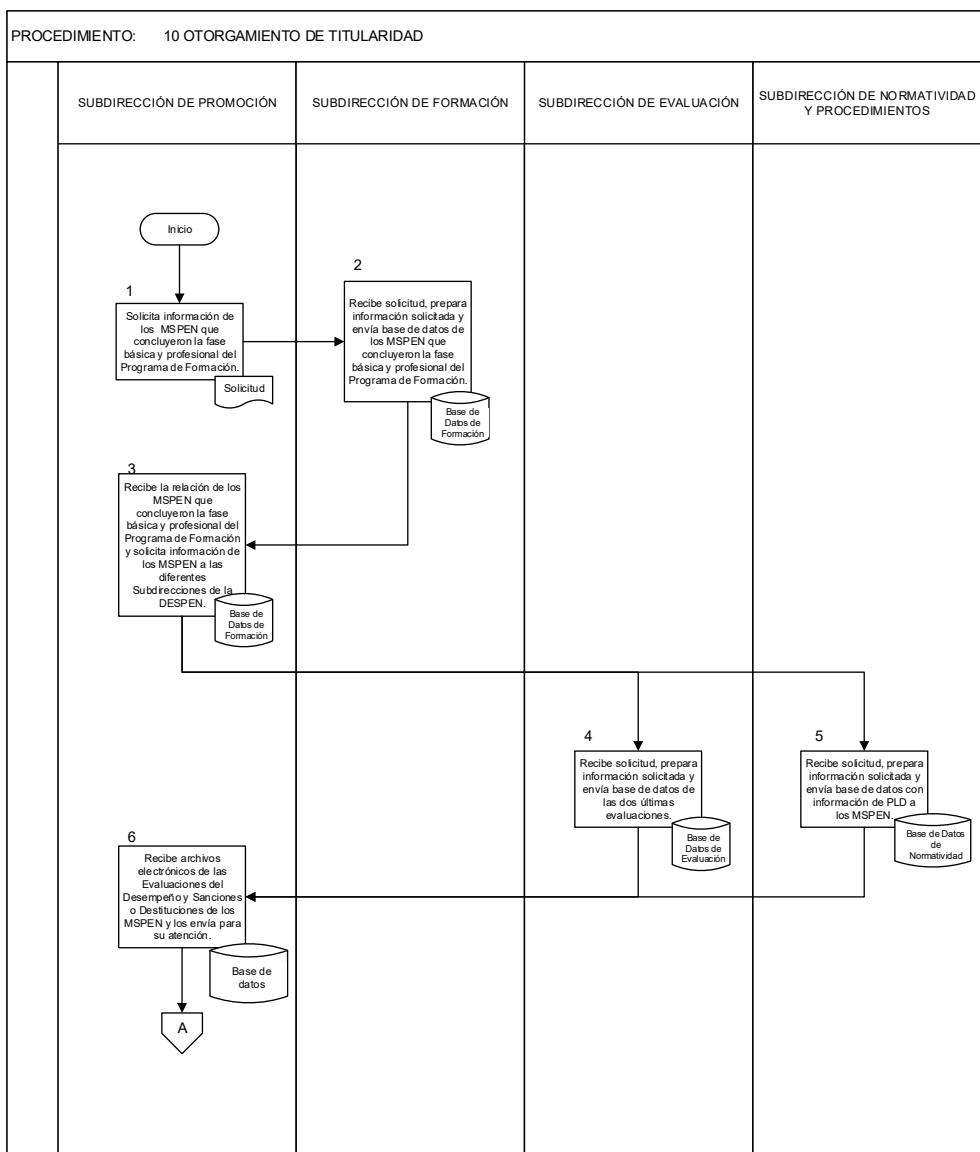 PROCEDIMIENTO: 10 OTORGAMIENTO DE TITULARIDAD
SUBDIRECCIÓN DE PROMOCIÓN
SUBDIRECCIÓN DE FORMACIÓN
SUBDIRECCIÓN DE EVALUACIÓN
SUBDIRECCIÓN DE NORMATIVIDAD
Y PROCEDIMIENTOS
Inicio
1
Solicita información de
los MSPEN que
concluyeron la fase
básica y profesional del
Programa de Formación.
Solicitud
2
Recibe solicitud, prepara
información solicitada y
envía base de datos de
los MSPEN que
concluyeron la fase
básica y profesional del
Programa de Formación.
Base de
Datos de
Formación
3
Recibe la relación de los
MSPEN que
concluyeron la fase
básica y profesional del
Programa de Formación
y solicita información de
los MSPEN a las
diferentes
Subdirecciones de la
DESPEN.
Base de
Datos de
Formación
4
Recibe solicitud, prepara
información solicitada y
envía base de datos de
las dos últimas
evaluaciones.
Base de
Datos de
Evaluación
5
Recibe solicitud, prepara
información solicitada y
envía base de datos con
información de PLD a
los MSPEN.
Base de Datos
de
Normatividad
6
Recibe archivos
electrónicos de las
Evaluaciones del
Desempeño y Sanciones
o Destituciones de los
MSPEN y los envía para
su atención.
Base de
datos
A